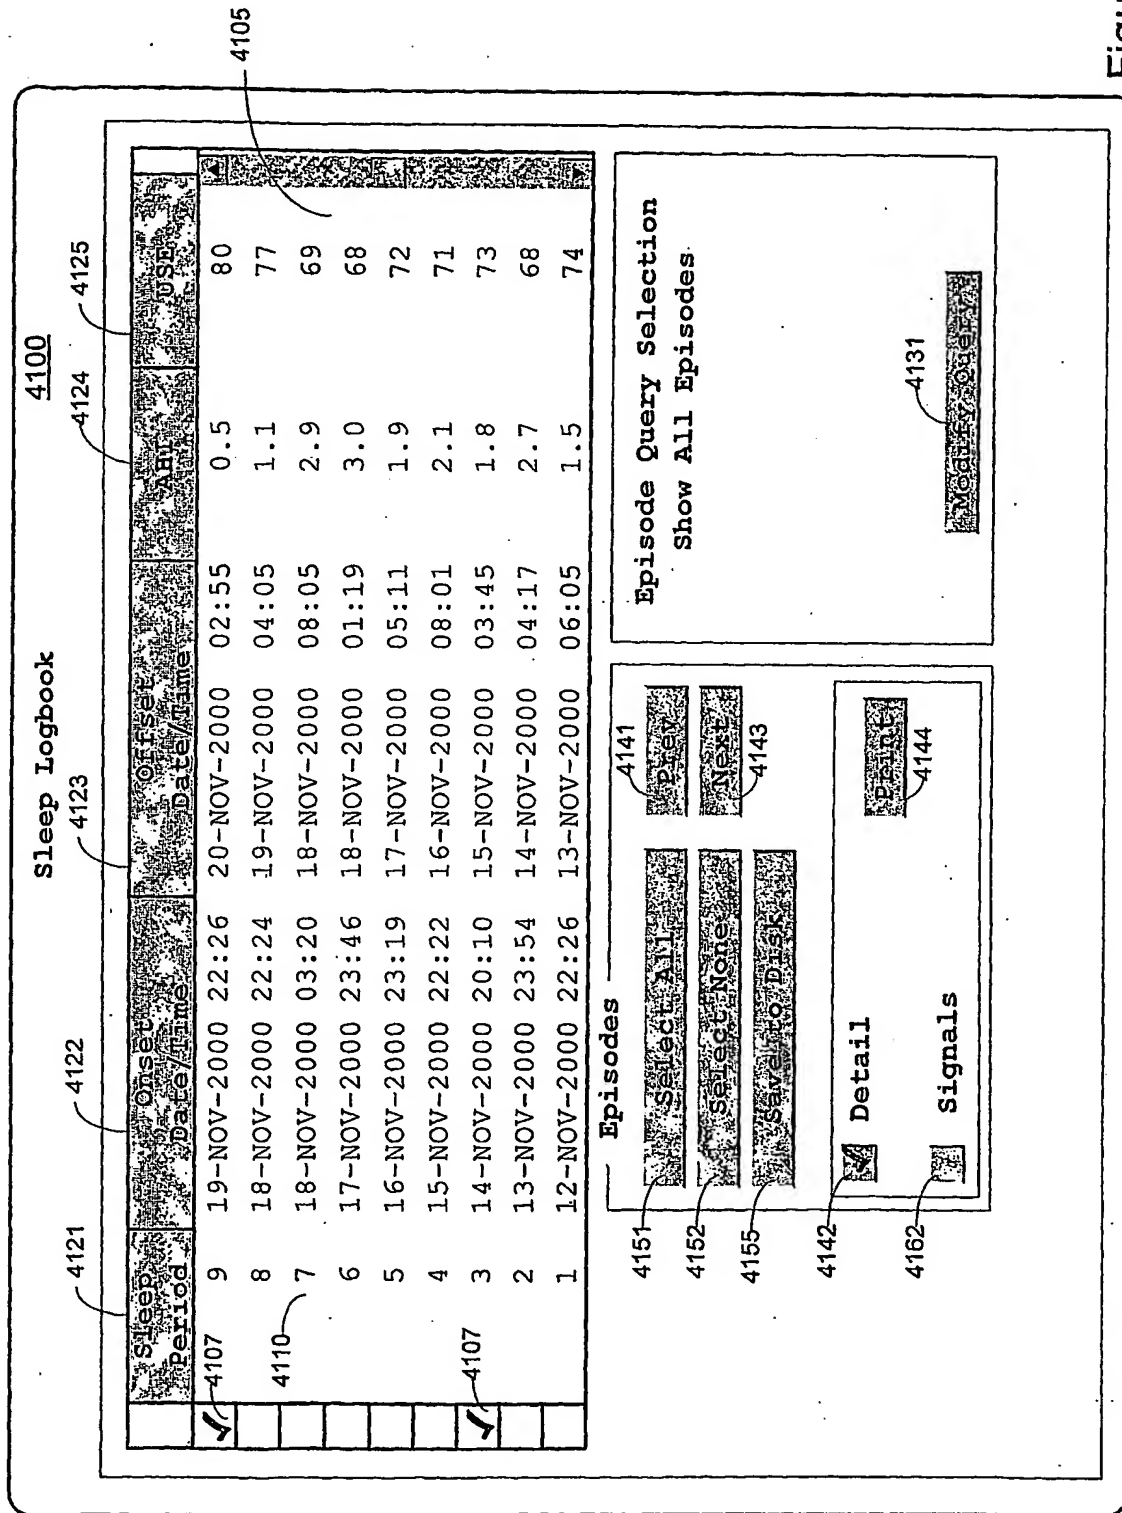 4100
Sleep Logbook
4121 4122 4123 4124 4125
Sleep Period Onset Date/Time Offset Date/Time AHI USE
4107 9 19-NOV-2000 22:26 20-NOV-2000 02:55 0.5 80
8 18-NOV-2000 22:24 19-NOV-2000 04:05 1.1 77
4110 7 18-NOV-2000 03:20 18-NOV-2000 08:05 2.9 69 4105
6 17-NOV-2000 23:46 18-NOV-2000 01:19 3.0 68
5 16-NOV-2000 23:19 17-NOV-2000 05:11 1.9 72
4 15-NOV-2000 22:22 16-NOV-2000 08:01 2.1 71
4107 3 14-NOV-2000 20:10 15-NOV-2000 03:45 1.8 73
2 13-NOV-2000 23:54 14-NOV-2000 04:17 2.7 68
1 12-NOV-2000 22:26 13-NOV-2000 06:05 1.5 74
Episodes
4151 Select All Prev 4141
4152 Select None Next 4143
4155 Save to Disk
4142 Detail Print 4144
4162 Signals
Episode Query Selection
Show All Episodes
4131
Modify Query